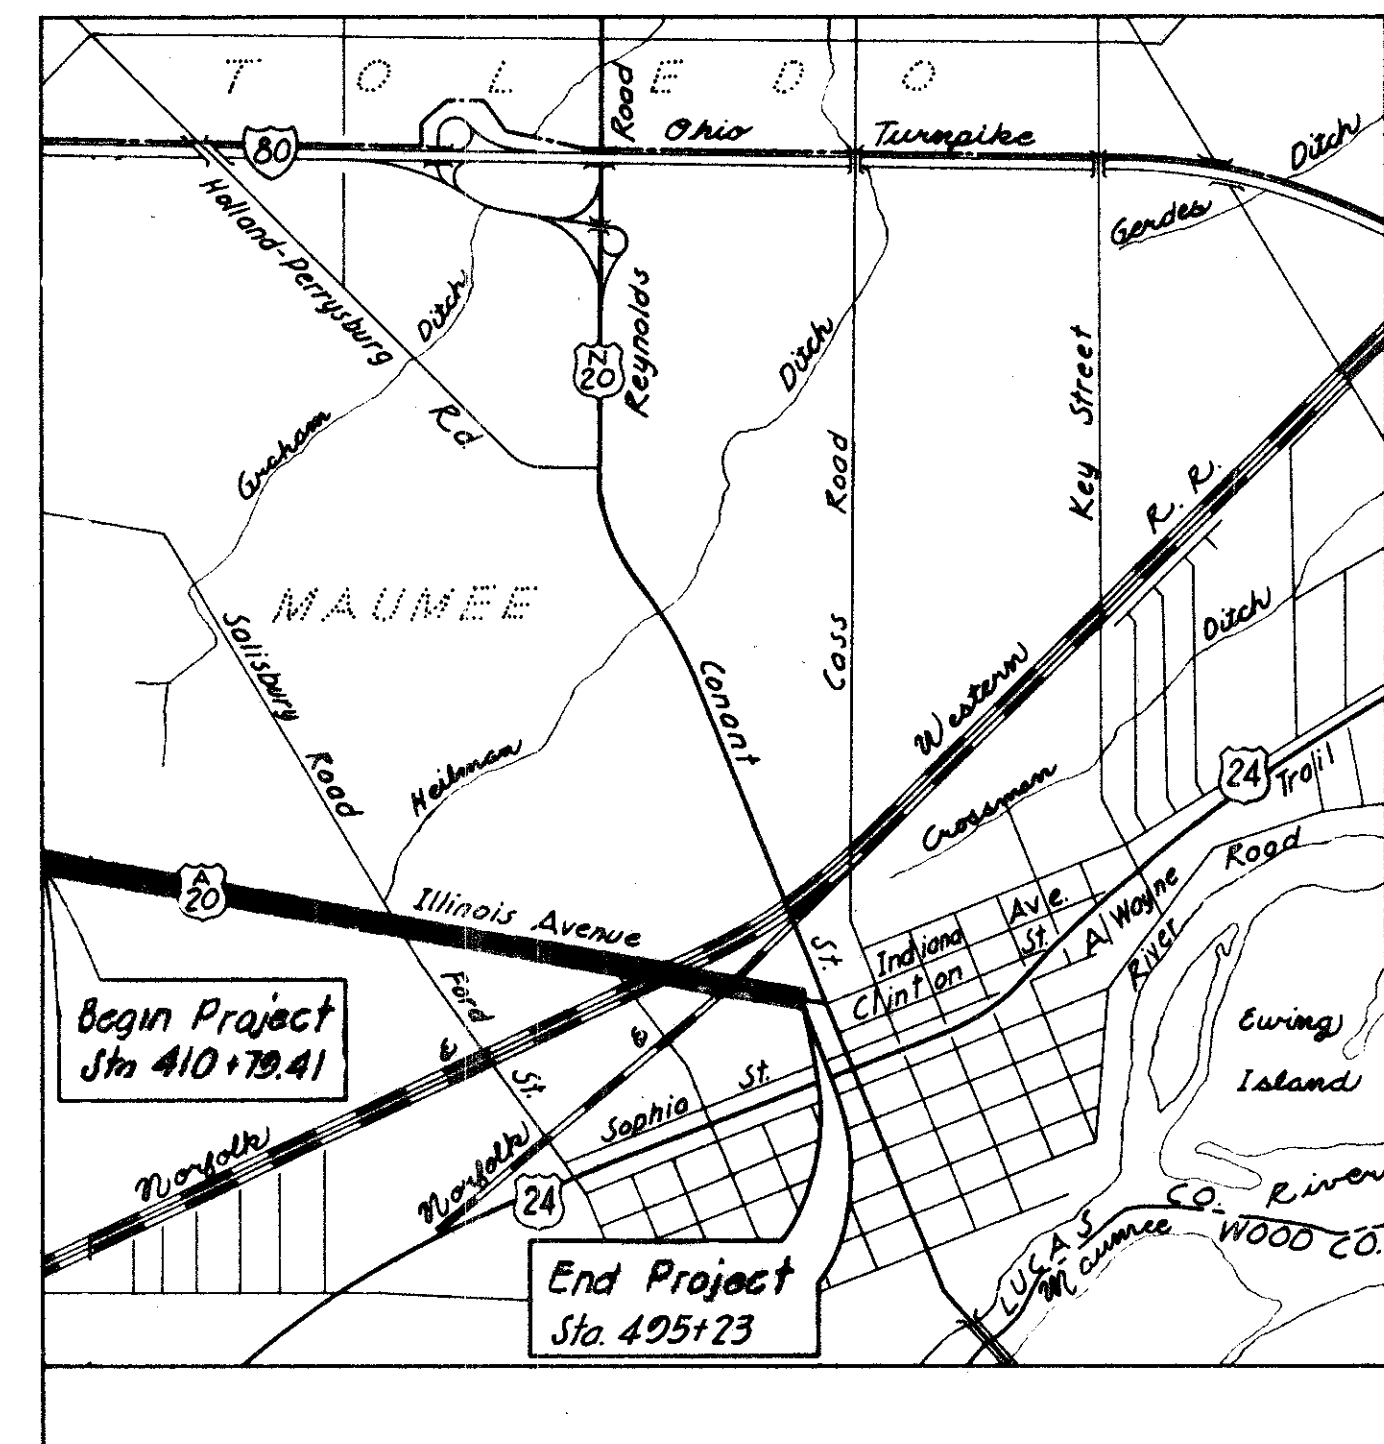 TOLEDO
80
Ohio Turnpike
Holland-Perrysburg Rd.
Reynolds Road
N
20
Gerdes Ditch
Graham Ditch
Heilman Ditch
Cass Road
Key Street
MAUMEE
Salisbury Road
Conant St.
Norfolk & Western R. R.
Crossman Ditch
24
A. Wayne Trail
River Road
A
20
Illinois Avenue
Ford St.
Indiana Ave.
Clinton St.
Begin Project
Sta 410+79.41
Norfolk &
Sophia St.
24
Ewing
Island
Maumee River
LUCAS CO.
WOOD CO.
End Project
Sta. 495+23